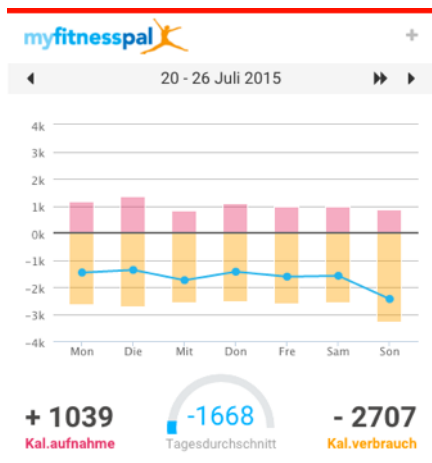 myfitnesspal
+
20 - 26 Juli 2015
4k
3k
2k
1k
0k
-1k
-2k
-3k
-4k
Mon Die Mit Don Fre Sam Son
+ 1039 -1668 - 2707
Kal.aufnahme Tagesdurchschnitt Kal.verbrauch